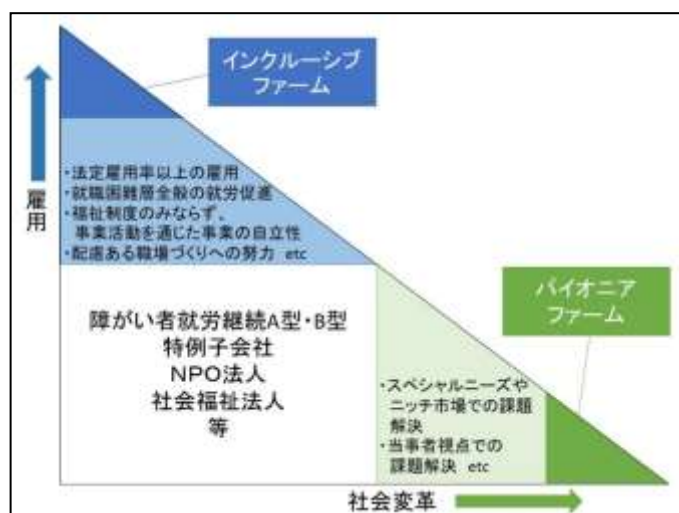 インクルーシブ
ファーム
・法定雇用率以上の雇用
・就職困難層全般の就労促進
・福祉制度のみならず、
事業活動を通じた事業の自立性
・配慮ある職場づくりへの努力 etc
雇用
障がい者就労継続A型・B型
特例子会社
NPO法人
社会福祉法人
等
パイオニア
ファーム
・スペシャルニーズや
ニッチ市場での課題
解決
・当事者視点での
課題解決 etc
社会変革